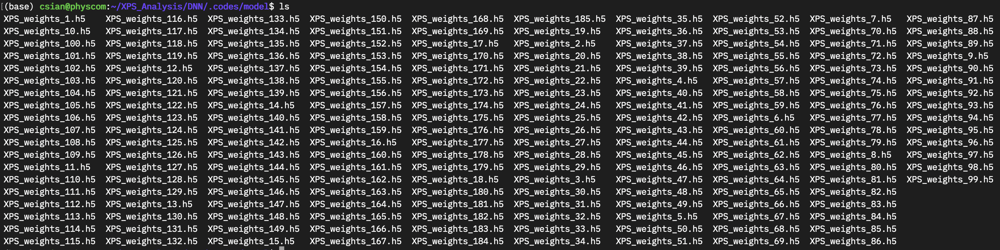 [(base) csian@physcom:~/XPS_Analysis/DNN/.codes/model$ ls
XPS_weights_1.h5 XPS_weights_116.h5 XPS_weights_133.h5 XPS_weights_150.h5 XPS_weights_168.h5 XPS_weights_185.h5 XPS_weights_35.h5 XPS_weights_52.h5 XPS_weights_7.h5 XPS_weights_87.h5
XPS_weights_10.h5 XPS_weights_117.h5 XPS_weights_134.h5 XPS_weights_151.h5 XPS_weights_169.h5 XPS_weights_19.h5 XPS_weights_36.h5 XPS_weights_53.h5 XPS_weights_70.h5 XPS_weights_88.h5
XPS_weights_100.h5 XPS_weights_118.h5 XPS_weights_135.h5 XPS_weights_152.h5 XPS_weights_17.h5 XPS_weights_2.h5 XPS_weights_37.h5 XPS_weights_54.h5 XPS_weights_71.h5 XPS_weights_89.h5
XPS_weights_101.h5 XPS_weights_119.h5 XPS_weights_136.h5 XPS_weights_153.h5 XPS_weights_170.h5 XPS_weights_20.h5 XPS_weights_38.h5 XPS_weights_55.h5 XPS_weights_72.h5 XPS_weights_9.h5
XPS_weights_102.h5 XPS_weights_12.h5 XPS_weights_137.h5 XPS_weights_154.h5 XPS_weights_171.h5 XPS_weights_21.h5 XPS_weights_39.h5 XPS_weights_56.h5 XPS_weights_73.h5 XPS_weights_90.h5
XPS_weights_103.h5 XPS_weights_120.h5 XPS_weights_138.h5 XPS_weights_155.h5 XPS_weights_172.h5 XPS_weights_22.h5 XPS_weights_4.h5 XPS_weights_57.h5 XPS_weights_74.h5 XPS_weights_91.h5
XPS_weights_104.h5 XPS_weights_121.h5 XPS_weights_139.h5 XPS_weights_156.h5 XPS_weights_173.h5 XPS_weights_23.h5 XPS_weights_40.h5 XPS_weights_58.h5 XPS_weights_75.h5 XPS_weights_92.h5
XPS_weights_105.h5 XPS_weights_122.h5 XPS_weights_14.h5 XPS_weights_157.h5 XPS_weights_174.h5 XPS_weights_24.h5 XPS_weights_41.h5 XPS_weights_59.h5 XPS_weights_76.h5 XPS_weights_93.h5
XPS_weights_106.h5 XPS_weights_123.h5 XPS_weights_140.h5 XPS_weights_158.h5 XPS_weights_175.h5 XPS_weights_25.h5 XPS_weights_42.h5 XPS_weights_6.h5 XPS_weights_77.h5 XPS_weights_94.h5
XPS_weights_107.h5 XPS_weights_124.h5 XPS_weights_141.h5 XPS_weights_159.h5 XPS_weights_176.h5 XPS_weights_26.h5 XPS_weights_43.h5 XPS_weights_60.h5 XPS_weights_78.h5 XPS_weights_95.h5
XPS_weights_108.h5 XPS_weights_125.h5 XPS_weights_142.h5 XPS_weights_16.h5 XPS_weights_177.h5 XPS_weights_27.h5 XPS_weights_44.h5 XPS_weights_61.h5 XPS_weights_79.h5 XPS_weights_96.h5
XPS_weights_109.h5 XPS_weights_126.h5 XPS_weights_143.h5 XPS_weights_160.h5 XPS_weights_178.h5 XPS_weights_28.h5 XPS_weights_45.h5 XPS_weights_62.h5 XPS_weights_8.h5 XPS_weights_97.h5
XPS_weights_11.h5 XPS_weights_127.h5 XPS_weights_144.h5 XPS_weights_161.h5 XPS_weights_179.h5 XPS_weights_29.h5 XPS_weights_46.h5 XPS_weights_63.h5 XPS_weights_80.h5 XPS_weights_98.h5
XPS_weights_110.h5 XPS_weights_128.h5 XPS_weights_145.h5 XPS_weights_162.h5 XPS_weights_18.h5 XPS_weights_3.h5 XPS_weights_47.h5 XPS_weights_64.h5 XPS_weights_81.h5 XPS_weights_99.h5
XPS_weights_111.h5 XPS_weights_129.h5 XPS_weights_146.h5 XPS_weights_163.h5 XPS_weights_180.h5 XPS_weights_30.h5 XPS_weights_48.h5 XPS_weights_65.h5 XPS_weights_82.h5
XPS_weights_112.h5 XPS_weights_13.h5 XPS_weights_147.h5 XPS_weights_164.h5 XPS_weights_181.h5 XPS_weights_31.h5 XPS_weights_49.h5 XPS_weights_66.h5 XPS_weights_83.h5
XPS_weights_113.h5 XPS_weights_130.h5 XPS_weights_148.h5 XPS_weights_165.h5 XPS_weights_182.h5 XPS_weights_32.h5 XPS_weights_5.h5 XPS_weights_67.h5 XPS_weights_84.h5
XPS_weights_114.h5 XPS_weights_131.h5 XPS_weights_149.h5 XPS_weights_166.h5 XPS_weights_183.h5 XPS_weights_33.h5 XPS_weights_50.h5 XPS_weights_68.h5 XPS_weights_85.h5
XPS_weights_115.h5 XPS_weights_132.h5 XPS_weights_15.h5 XPS_weights_167.h5 XPS_weights_184.h5 XPS_weights_34.h5 XPS_weights_51.h5 XPS_weights_69.h5 XPS_weights_86.h5